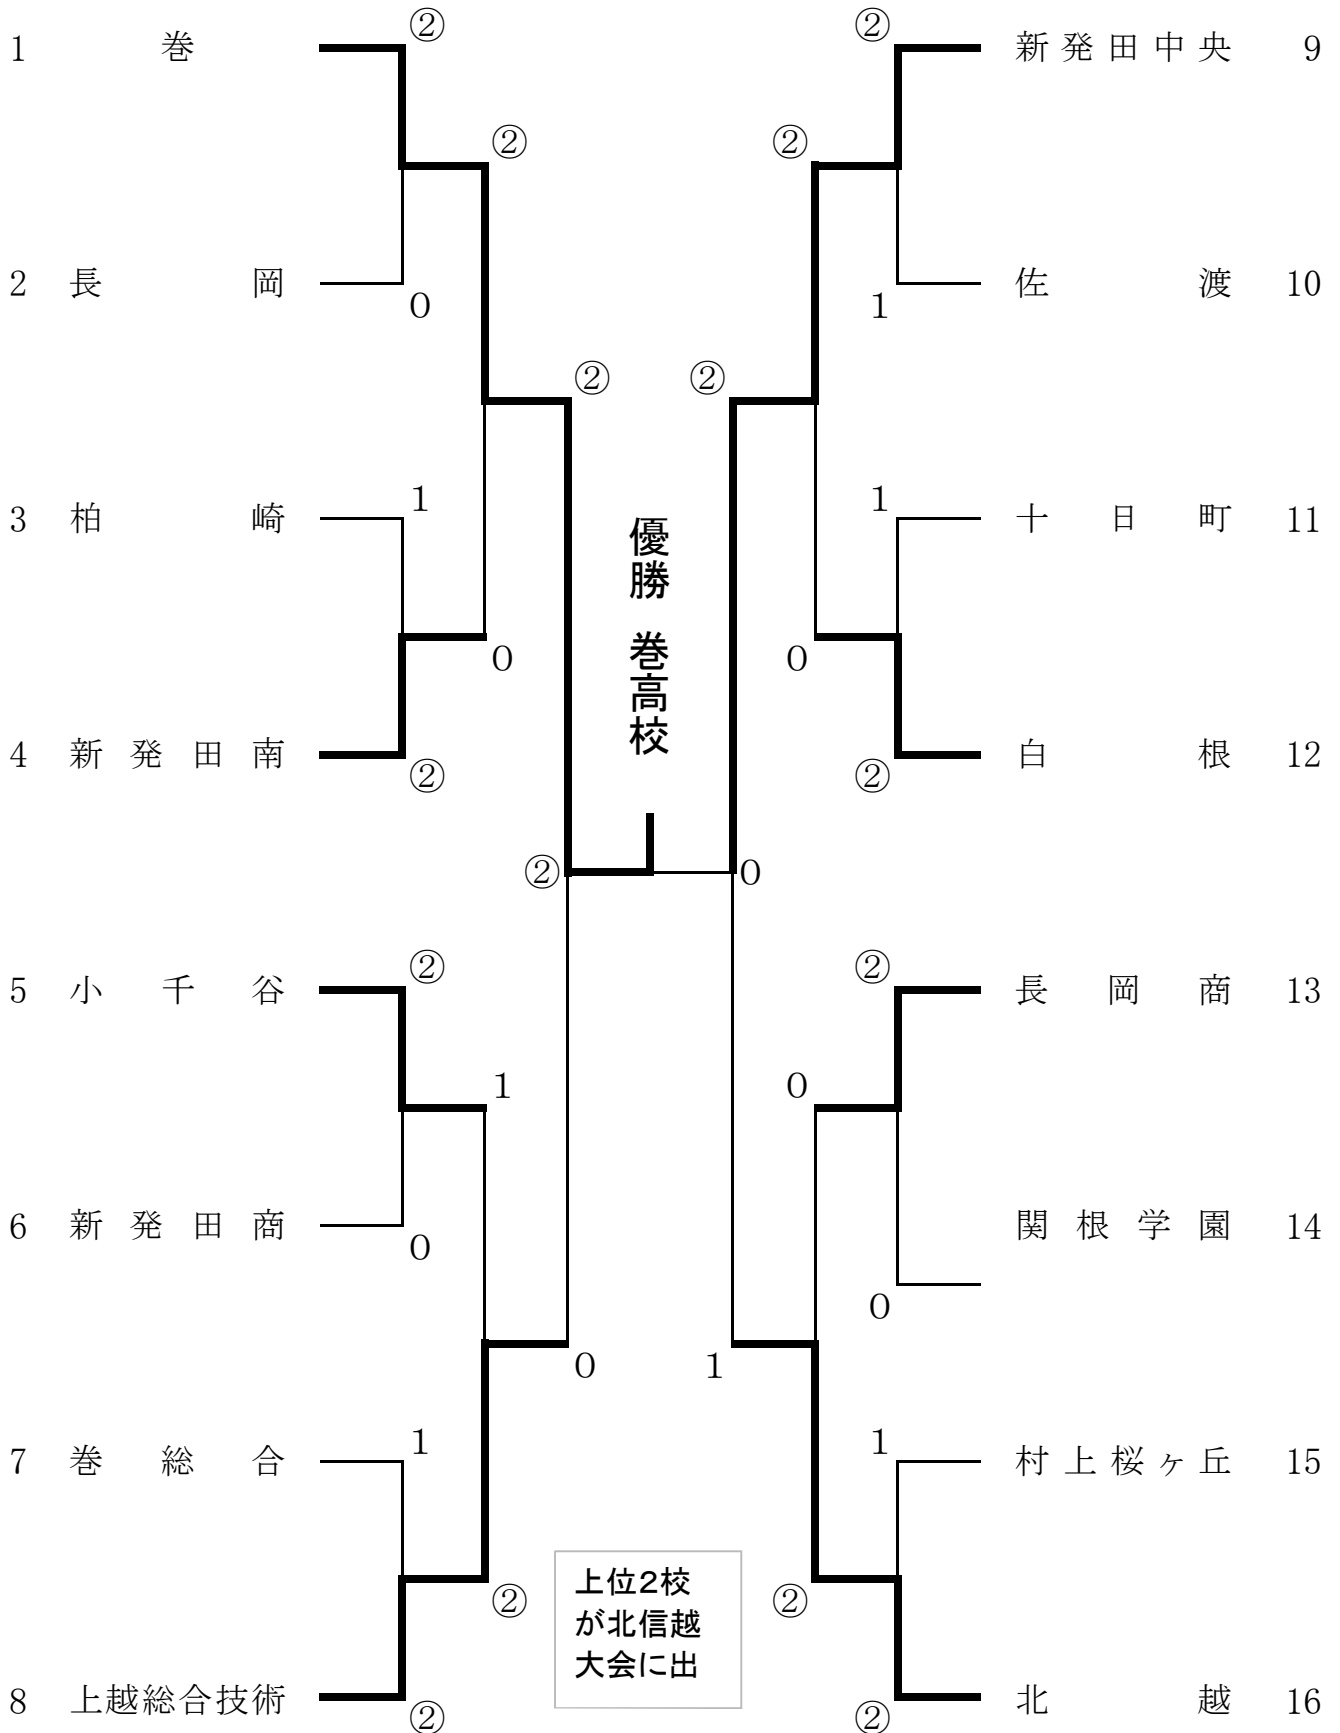 1 巻 ② ② 新発田中央 9
② ②
2 長岡 0 1 佐渡 10
② ②
3 柏崎 1 1 十日町 11
優勝 巻高校
0 0
4 新発田南 ② ② 白根 12
② 0
5 小千谷 ② ② 長岡商 13
1 0
6 新発田商 0 関根学園 14
0
0 1
7 巻総合 1 1 村上桜ヶ丘 15
② ②
上位2校
が北信越
大会に出
8 上越総合技術 ② ② 北越 16